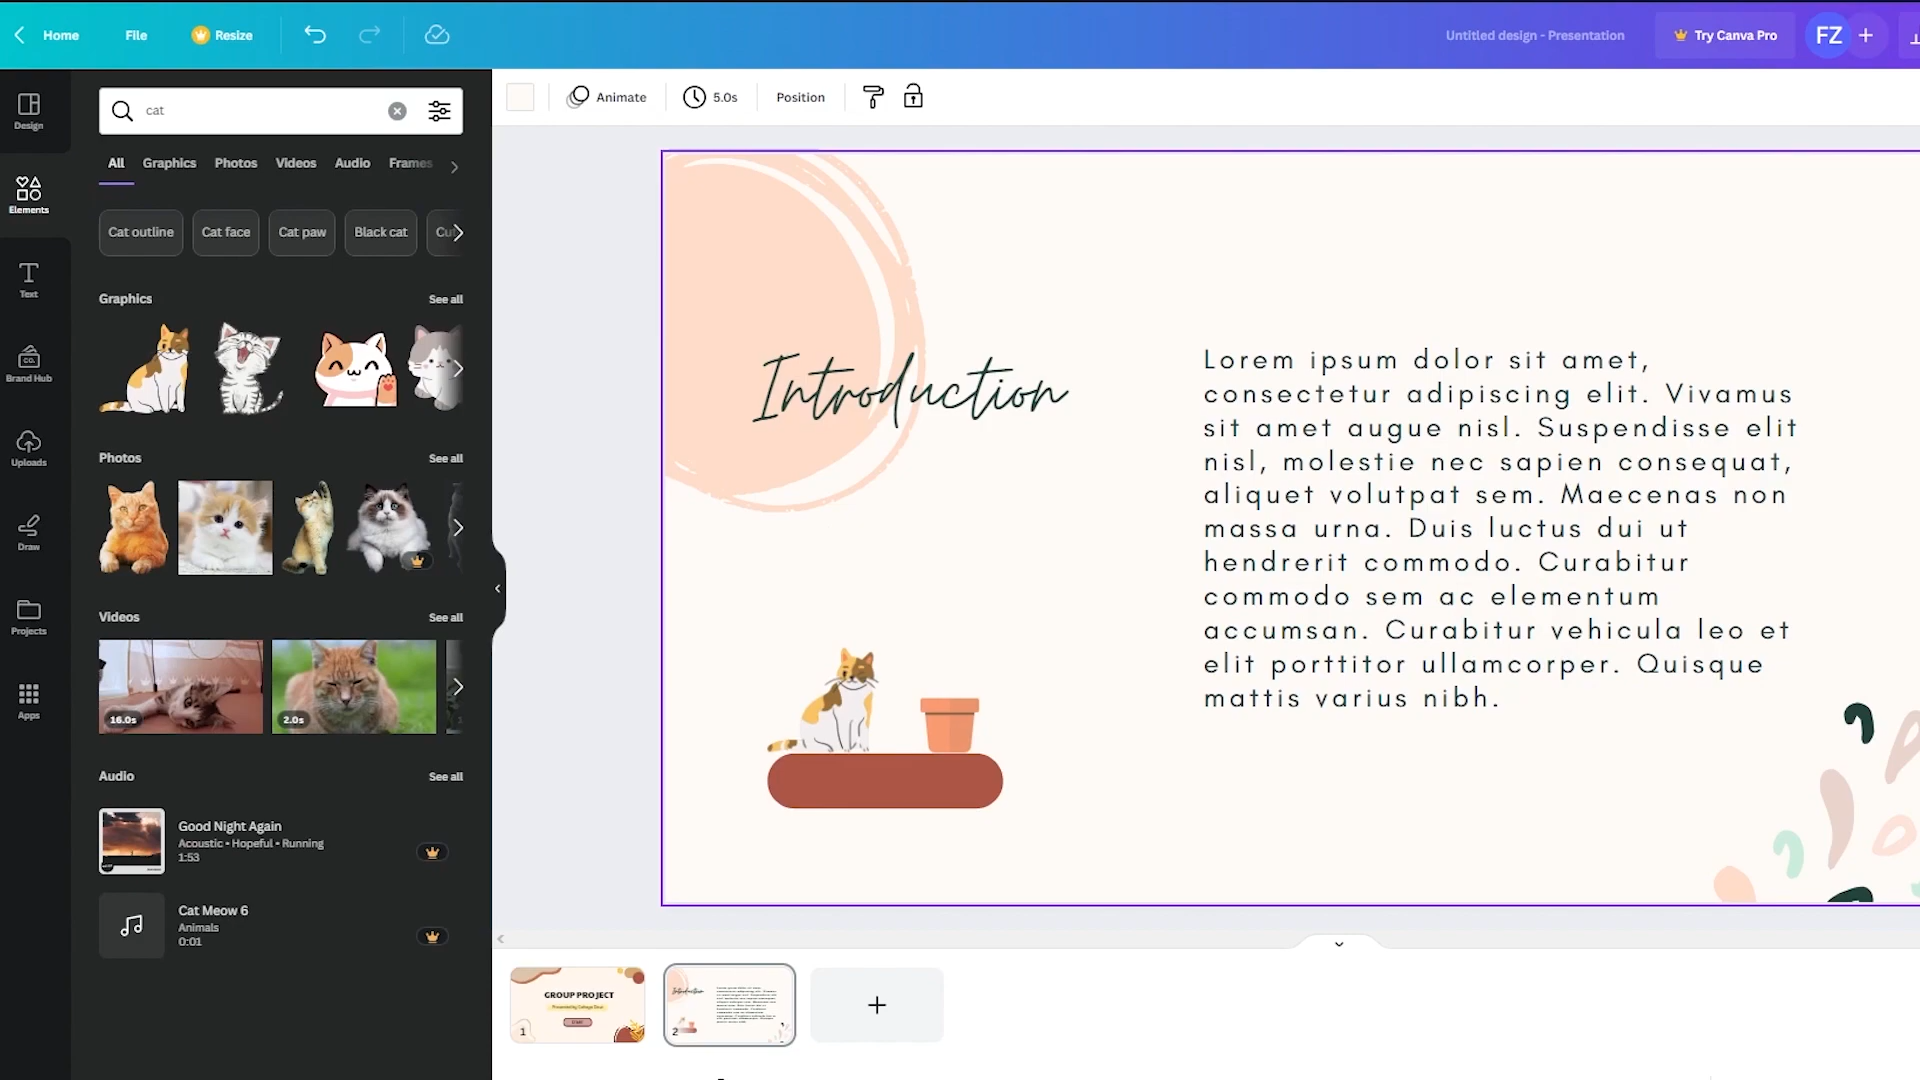 Home
File
Resize
Untitled design - Presentation
Try Canva Pro
FZ
Design
Elements
Text
Brand Hub
CO.
Uploads
Draw
Projects
Apps
cat
All
Graphics
Photos
Videos
Audio
Frames
Cat outline
Cat face
Cat paw
Black cat
Graphics
See all
Photos
See all
Videos
See all
16.0s
2.0s
Audio
See all
Good Night Again
Acoustic • Hopeful • Running
1:53
Cat Meow 6
Animals
0:01
Animate
5.0s
Position
Introduction
Lorem ipsum dolor sit amet,
consectetur adipiscing elit. Vivamus
sit amet augue nisl. Suspendisse elit
nisl, molestie nec sapien consequat,
aliquet volutpat sem. Maecenas non
massa urna. Duis luctus dui ut
hendrerit commodo. Curabitur
commodo sem ac elementum
accumsan. Curabitur vehicula leo et
elit porttitor ullamcorper. Quisque
mattis varius nibh.
GROUP PROJECT
START
1
Introduction
2